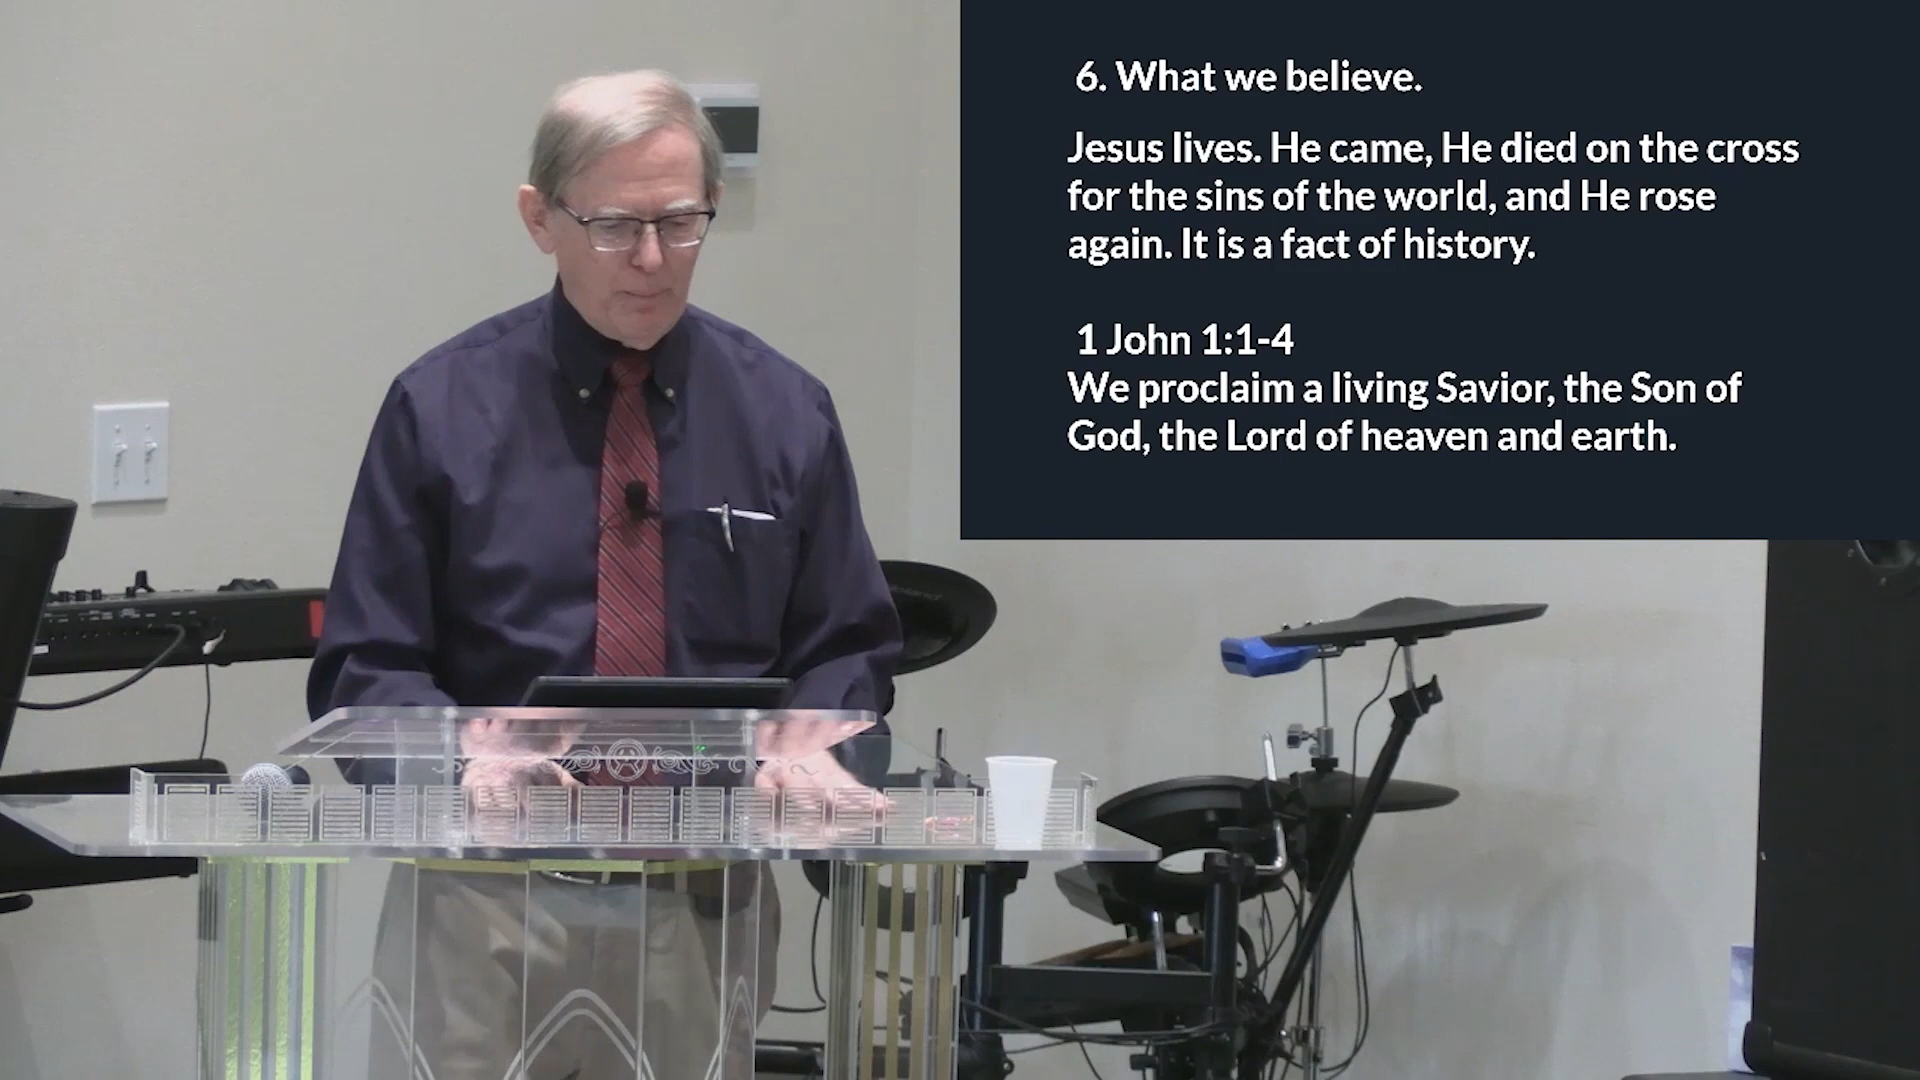 6. What we believe.
Jesus lives. He came, He died on the cross
for the sins of the world, and He rose
again. It is a fact of history.
1 John 1:1-4
We proclaim a living Savior, the Son of
God, the Lord of heaven and earth.